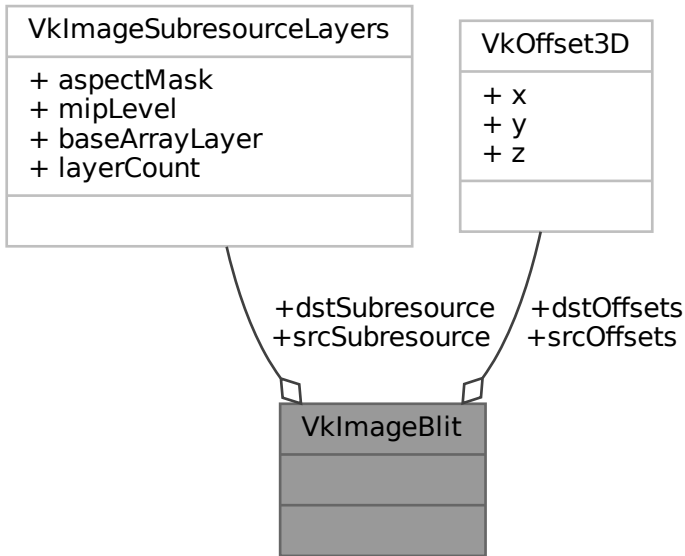 VkImageSubresourceLayers
+ aspectMask
+ mipLevel
+ baseArrayLayer
+ layerCount
VkOffset3D
+ x
+ y
+ z
+dstSubresource
+srcSubresource
+dstOffsets
+srcOffsets
VkImageBlit